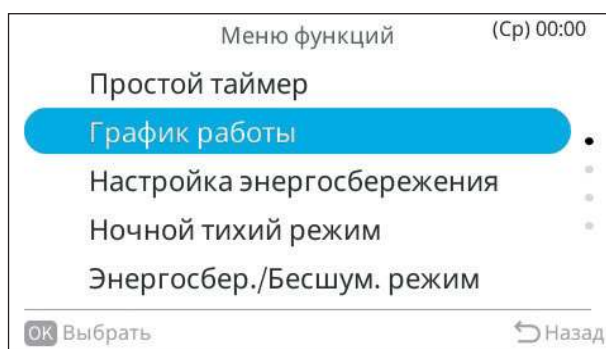 Меню функций (Ср) 00:00
Простой таймер
График работы
Настройка энергосбережения
Ночной тихий режим
Энергосбер./Бесшум. режим
OK Выбрать Назад